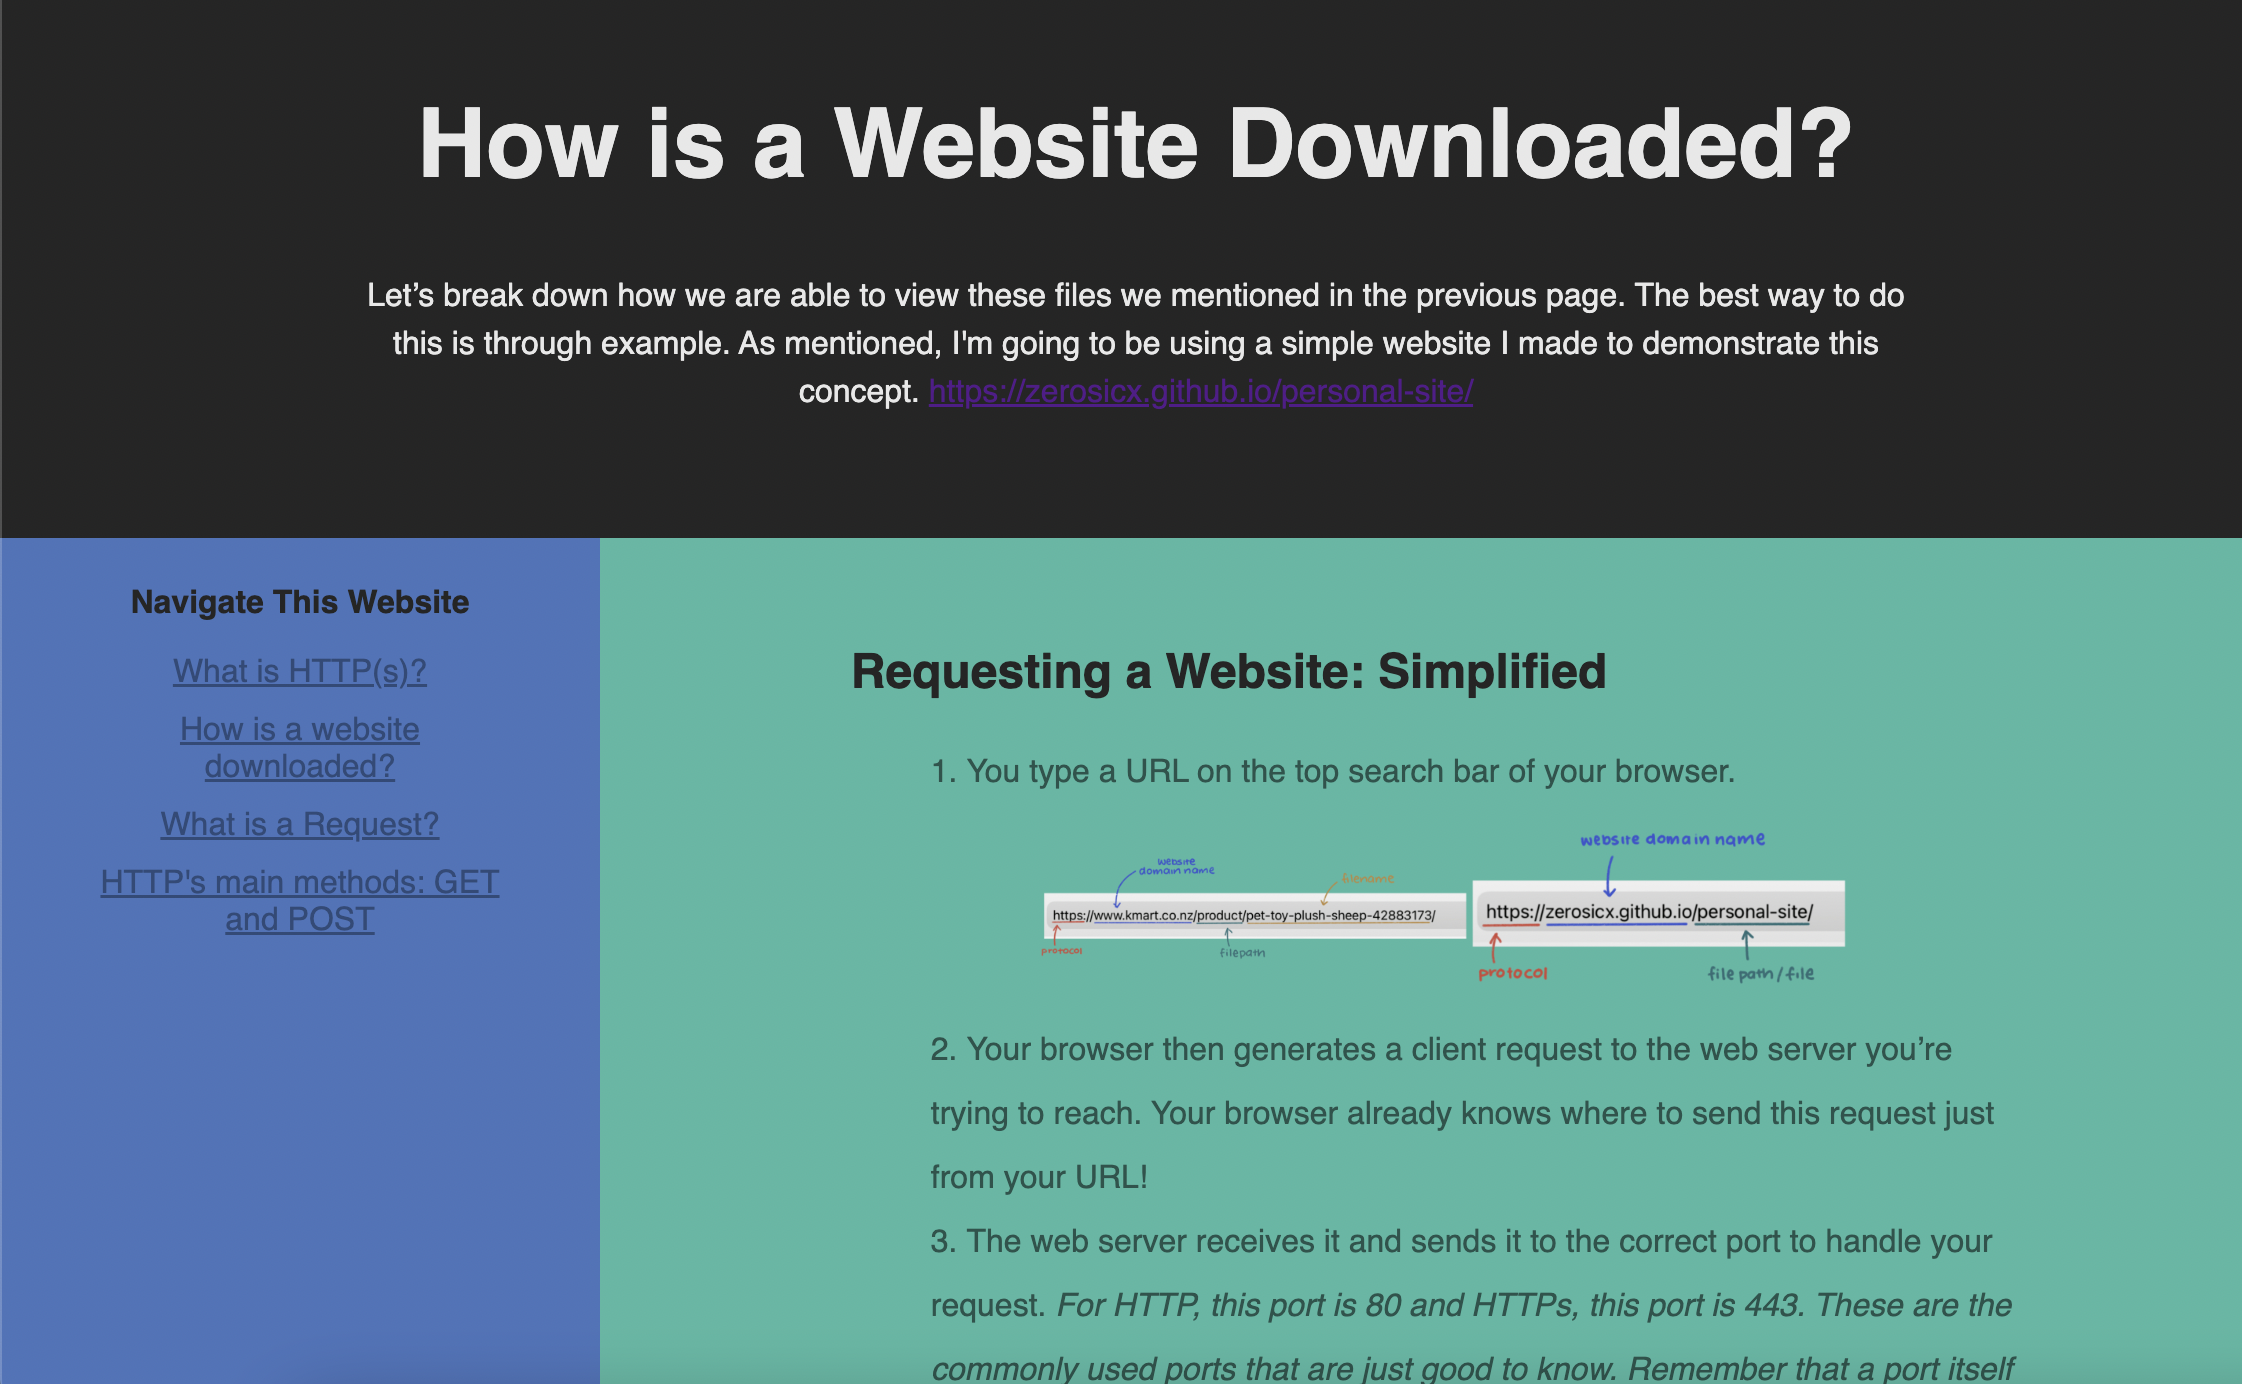 How is a Website Downloaded?
Let’s break down how we are able to view these files we mentioned in the previous page. The best way to do
this is through example. As mentioned, I'm going to be using a simple website I made to demonstrate this
concept. https://zerosicx.github.io/personal-site/
Navigate This Website
What is HTTP(s)?
How is a website
downloaded?
What is a Request?
HTTP's main methods: GET
and POST
Requesting a Website: Simplified
1. You type a URL on the top search bar of your browser.
website
domain name
filename
https://www.kmart.co.nz/product/pet-toy-plush-sheep-42883173/
protocol
filepath
website domain name
https://zerosicx.github.io/personal-site/
protocol
file path/file
2. Your browser then generates a client request to the web server you’re
trying to reach. Your browser already knows where to send this request just
from your URL!
3. The web server receives it and sends it to the correct port to handle your
request. For HTTP, this port is 80 and HTTPs, this port is 443. These are the
commonly used ports that are just good to know. Remember that a port itself